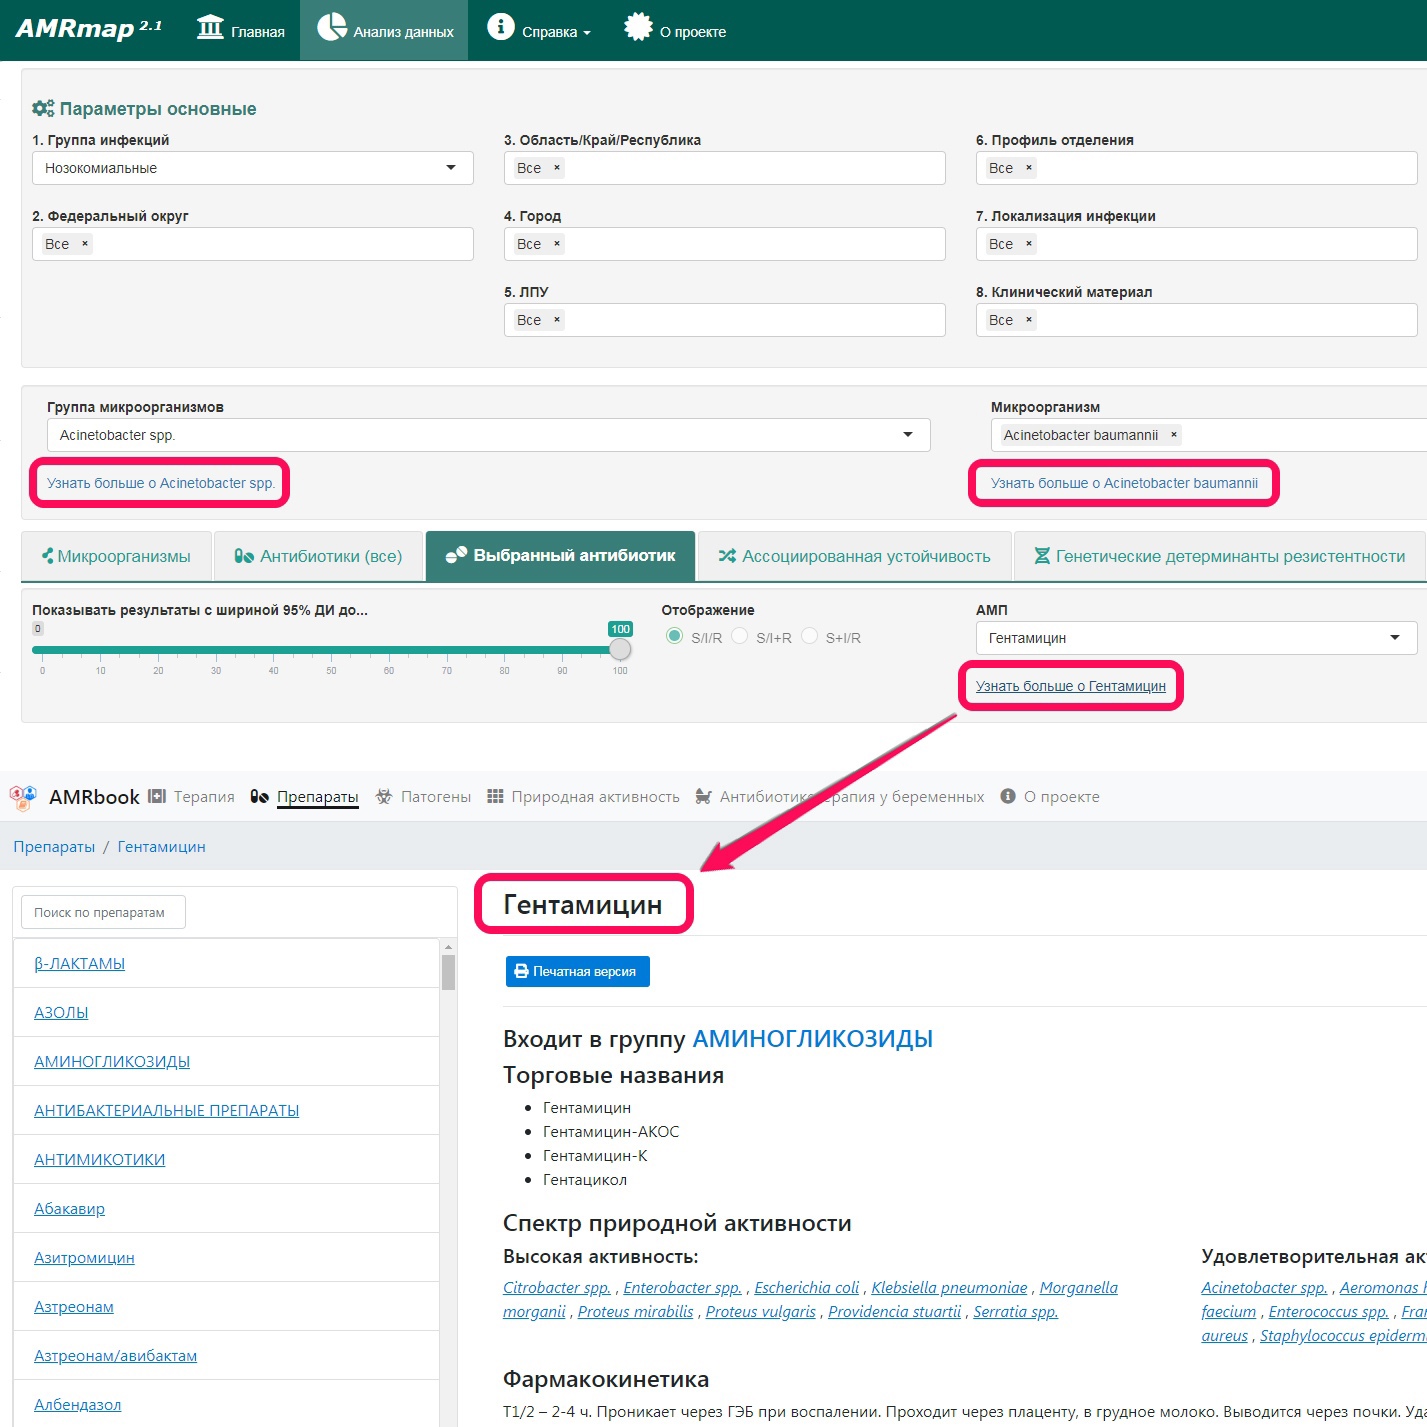 AMRmap 2.1 Главная Анализ данных Справка О проекте
Параметры основные
1. Группа инфекций 3. Область/Край/Республика 6. Профиль отделения
Нозокомиальные Все × Все ×
2. Федеральный округ 4. Город 7. Локализация инфекции
Все × Все × Все ×
5. ЛПУ 8. Клинический материал
Все × Все ×
Группа микроорганизмов Микроорганизм
Acinetobacter spp. Acinetobacter baumannii ×
Узнать больше о Acinetobacter spp. Узнать больше о Acinetobacter baumannii
Микроорганизмы Антибиотики (все) Выбранный антибиотик Ассоциированная устойчивость Генетические детерминанты резистентности
Показывать результаты с шириной 95% ДИ до... Отображение АМП
0 100
S/I/R S/I+R S+I/R Гентамицин
0 10 20 30 40 50 60 70 80 90 100
Узнать больше о Гентамицин
AMRbook Терапия Препараты Патогены Природная активность Антибиотикотерапия у беременных О проекте
Препараты / Гентамицин
Поиск по препаратам
Гентамицин
β-ЛАКТАМЫ
Печатная версия
АЗОЛЫ
АМИНОГЛИКОЗИДЫ
АНТИБАКТЕРИАЛЬНЫЕ ПРЕПАРАТЫ
АНТИМИКОТИКИ
Абакавир
Азитромицин
Азтреонам
Азтреонам/авибактам
Албендазол
Входит в группу АМИНОГЛИКОЗИДЫ
Торговые названия
• Гентамицин
• Гентамицин-АКОС
• Гентамицин-К
• Гентацикол
Спектр природной активности
Высокая активность:
Citrobacter spp. , Enterobacter spp. , Escherichia coli , Klebsiella pneumoniae , Morganella
morganii , Proteus mirabilis , Proteus vulgaris , Providencia stuartii , Serratia spp.
Удовлетворительная
Acinetobacter spp. , Aeromonas
faecium , Enterococcus spp. ,
aureus , Staphylococcus
Фармакокинетика
T1/2 – 2-4 ч. Проникает через ГЭБ при воспалении. Проходит через плаценту, в грудное молоко. Выводится через почки.